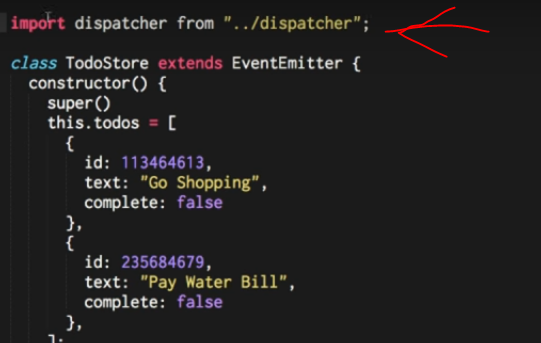 import dispatcher from "../dispatcher";
class TodoStore extends EventEmitter {
constructor() {
super()
this.todos = [
{
id: 113464613,
text: "Go Shopping",
complete: false
},
{
id: 235684679,
text: "Pay Water Bill",
complete: false
},
];